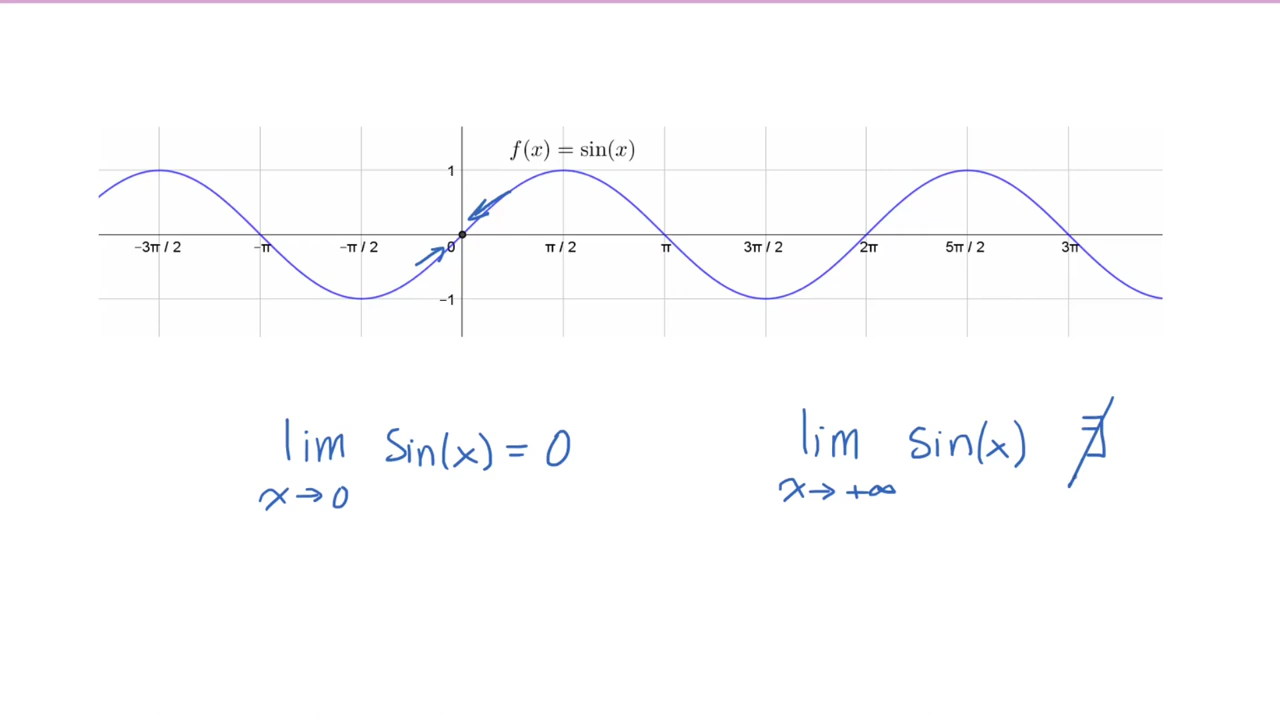 f(x) = sin(x)
1
−3π / 2 −π −π / 2 0 π / 2 π 3π / 2 2π 5π / 2 3π
−1
lim sin(x) = 0 lim sin(x) ∄
x→0 x→+∞